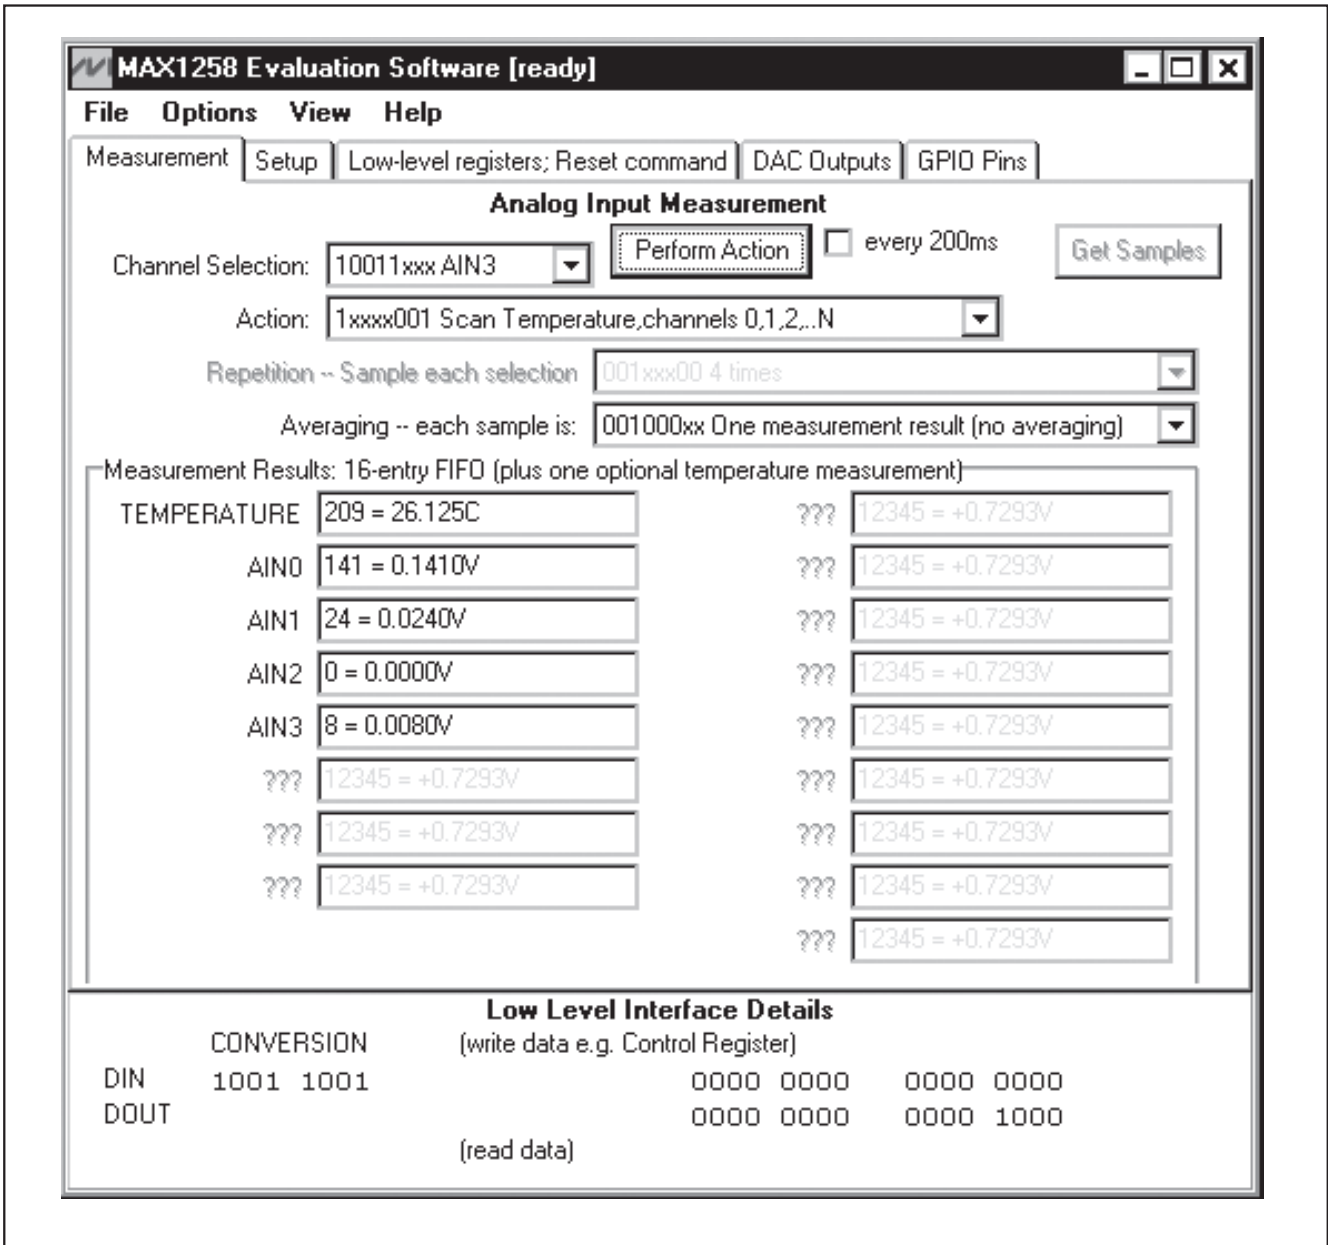 MAX1258 Evaluation Software [ready]
File Options View Help
Measurement Setup Low-level registers; Reset command DAC Outputs GPIO Pins
Analog Input Measurement
Channel Selection: 10011xxx AIN3 Perform Action every 200ms Get Samples
Action: 1xxxx001 Scan Temperature,channels 0,1,2,..N
Repetition -- Sample each selection 001xxx00 4 times
Averaging -- each sample is: 001000xx One measurement result (no averaging)
Measurement Results: 16-entry FIFO (plus one optional temperature measurement)
TEMPERATURE 209 = 26.125C ??? 12345 = +0.7293V
AIN0 141 = 0.1410V ??? 12345 = +0.7293V
AIN1 24 = 0.0240V ??? 12345 = +0.7293V
AIN2 0 = 0.0000V ??? 12345 = +0.7293V
AIN3 8 = 0.0080V ??? 12345 = +0.7293V
??? 12345 = +0.7293V ??? 12345 = +0.7293V
??? 12345 = +0.7293V ??? 12345 = +0.7293V
??? 12345 = +0.7293V ??? 12345 = +0.7293V
??? 12345 = +0.7293V
Low Level Interface Details
CONVERSION (write data e.g. Control Register)
DIN 1001 1001 0000 0000 0000 0000
DOUT 0000 0000 0000 1000
(read data)